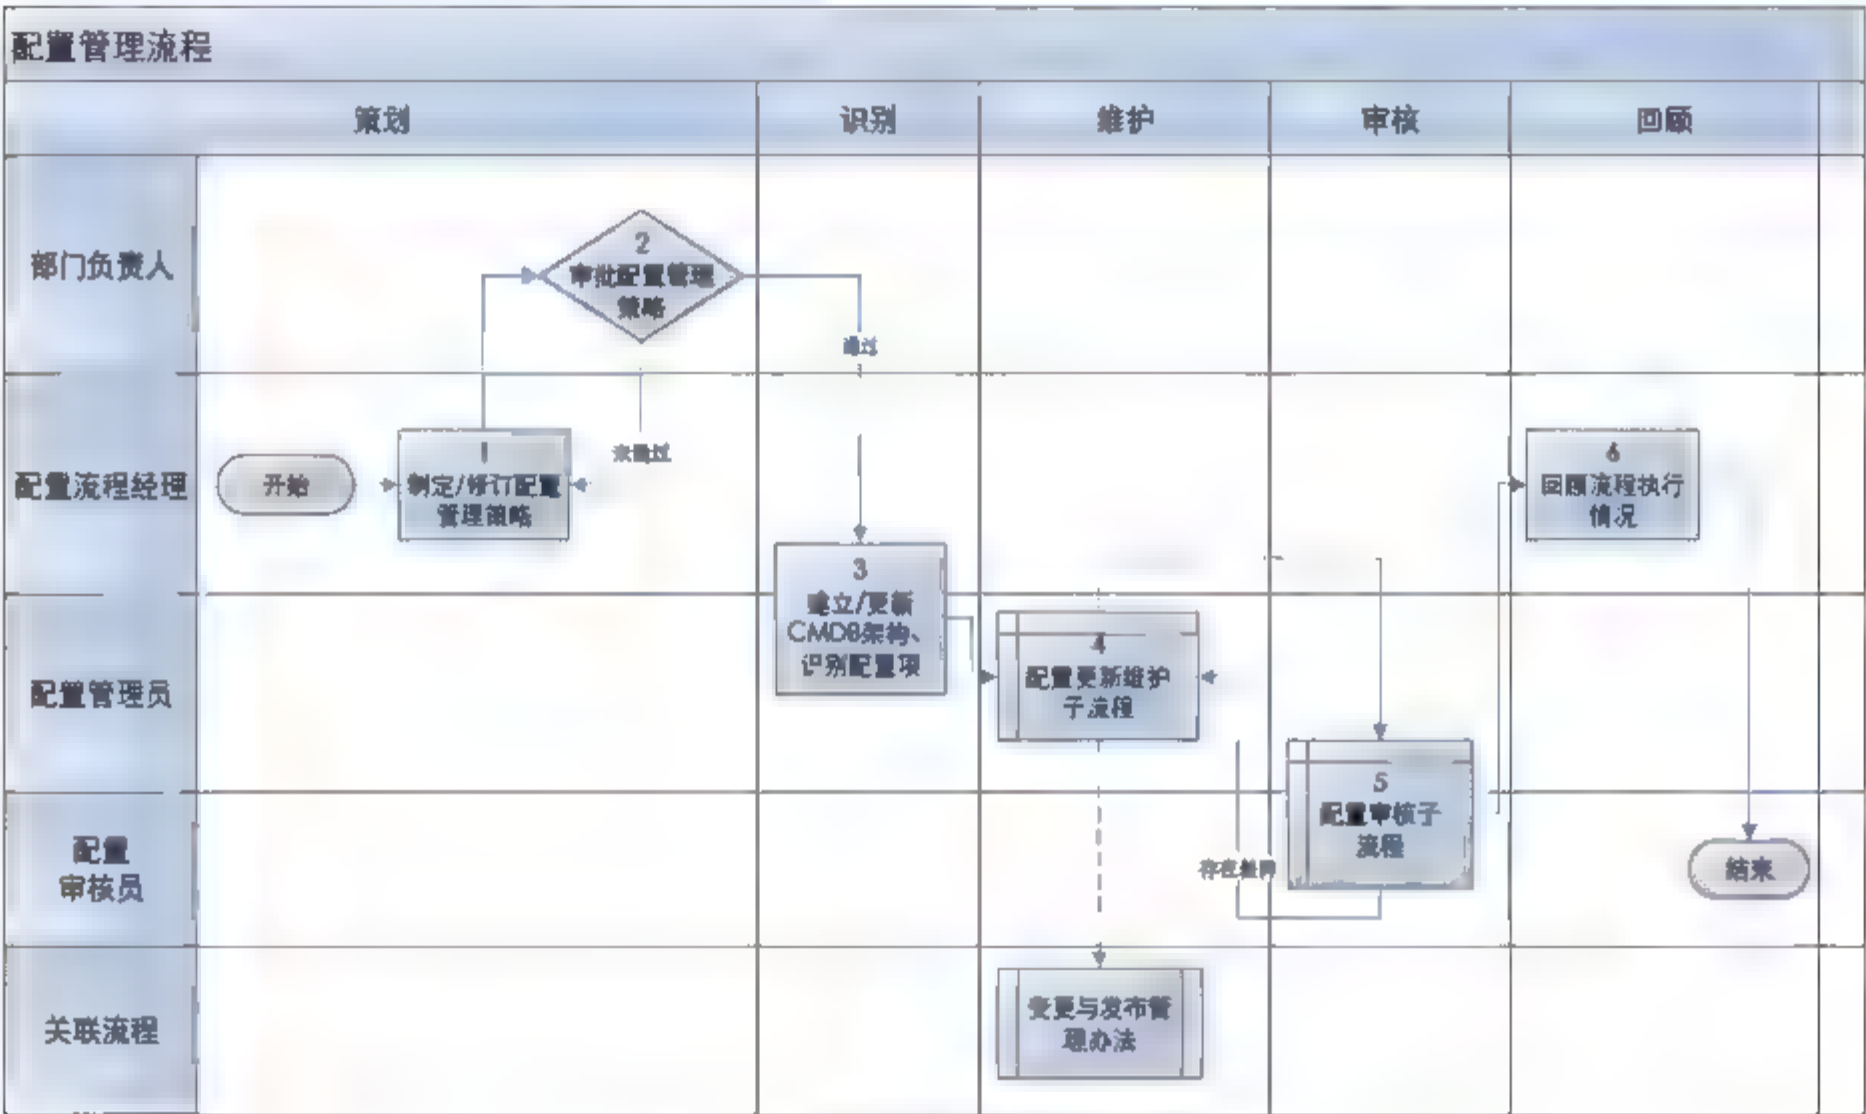 配置管理流程
策划
识别
维护
审核
回顾
部门负责人
2
审批配置管理
策略
通过
配置流程经理
开始
1
制定/修订配置
管理策略
未通过
6
回顾流程执行
情况
3
建立/更新
CMDB架构、
识别配置项
配置管理员
4
配置更新维护
子流程
5
配置审核子
流程
配置
审核员
存在
结束
关联流程
变更与发布管
理办法